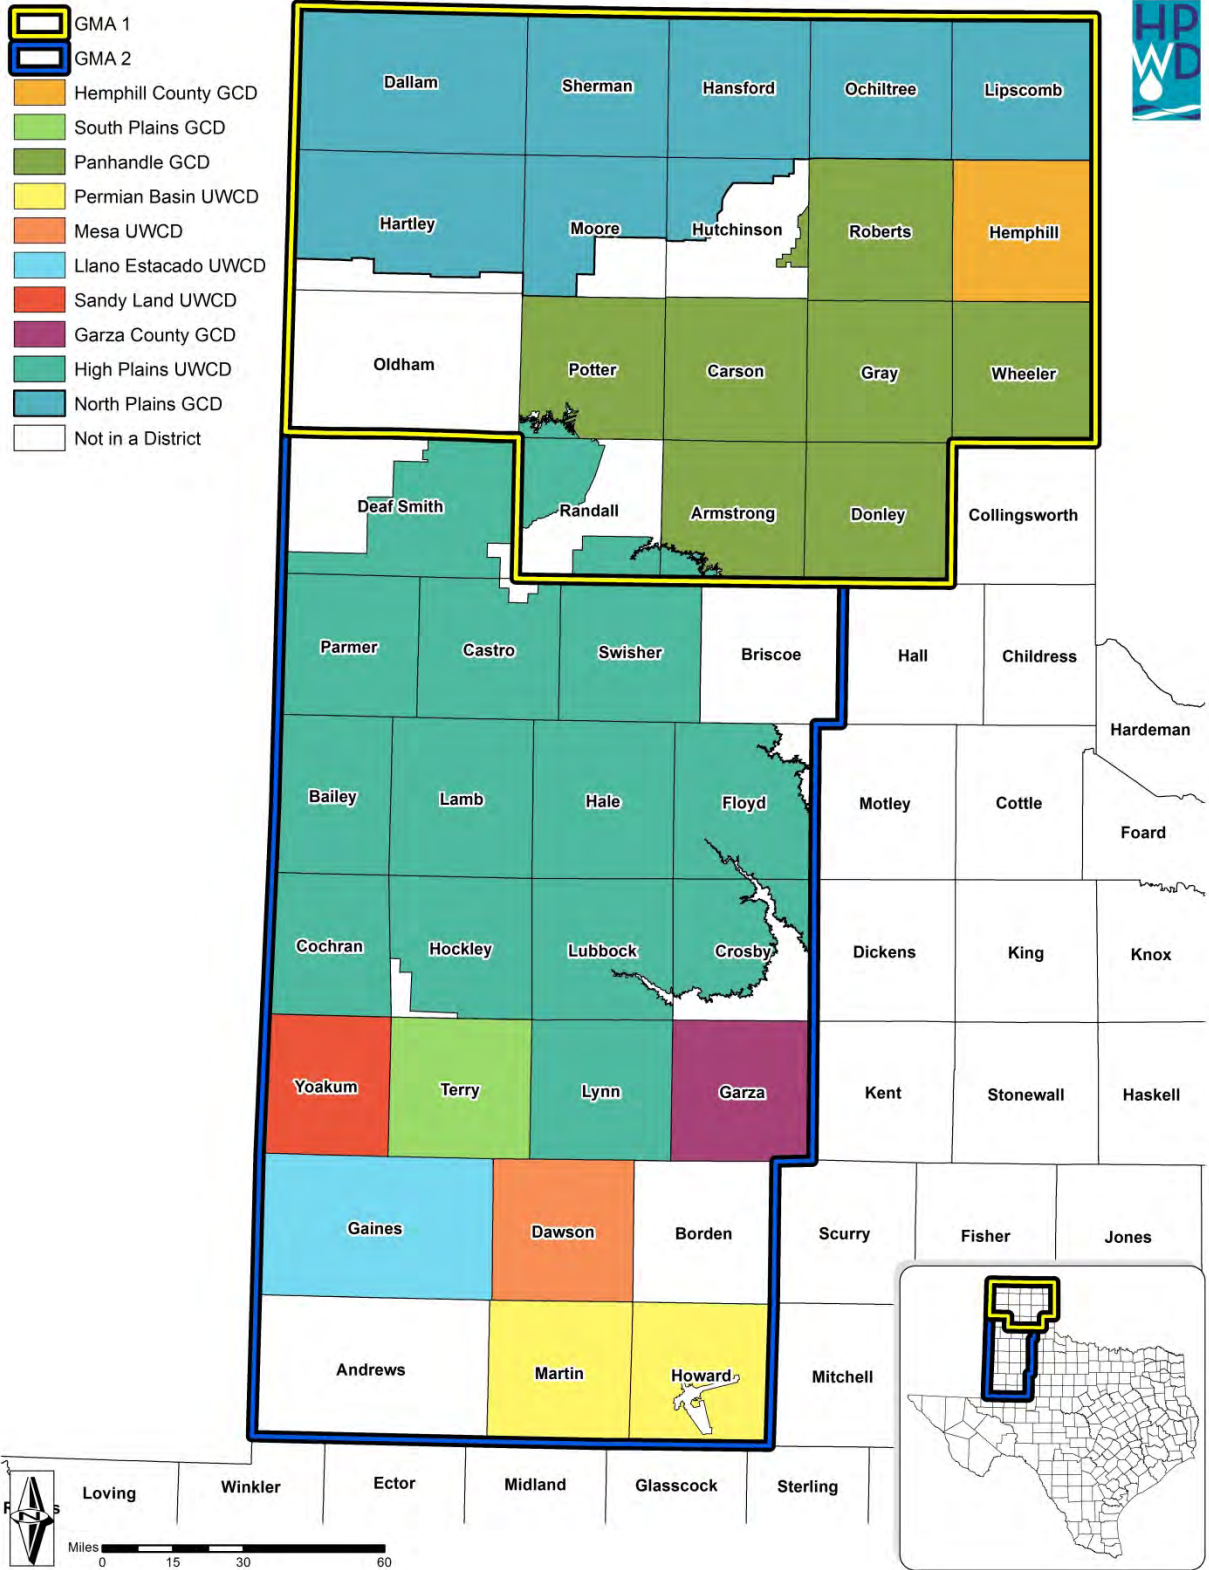 GMA 1
GMA 2
Hemphill County GCD
South Plains GCD
Panhandle GCD
Permian Basin UWCD
Mesa UWCD
Llano Estacado UWCD
Sandy Land UWCD
Garza County GCD
High Plains UWCD
North Plains GCD
Not in a District
HP
WD
Dallam
Sherman
Hansford
Ochiltree
Lipscomb
Hartley
Moore
Hutchinson
Roberts
Hemphill
Oldham
Potter
Carson
Gray
Wheeler
Deaf Smith
Randall
Armstrong
Donley
Collingsworth
Parmer
Castro
Swisher
Briscoe
Hall
Childress
Hardeman
Bailey
Lamb
Hale
Floyd
Motley
Cottle
Foard
Cochran
Hockley
Lubbock
Crosby
Dickens
King
Knox
Yoakum
Terry
Lynn
Garza
Kent
Stonewall
Haskell
Gaines
Dawson
Borden
Scurry
Fisher
Jones
Andrews
Martin
Howard
Mitchell
Loving
Winkler
Ector
Midland
Glasscock
Sterling
N
Miles
0 15 30 60